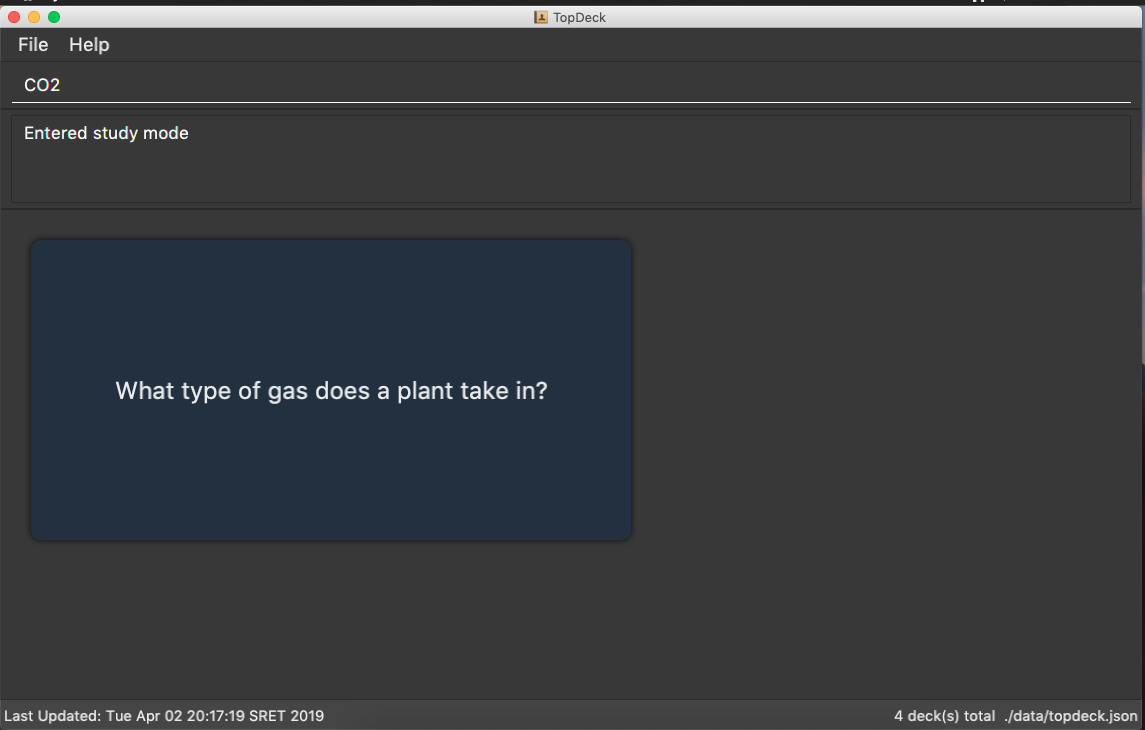 TopDeck
File Help
CO2
Entered study mode
What type of gas does a plant take in?
Last Updated: Tue Apr 02 20:17:19 SRET 2019
4 deck(s) total ./data/topdeck.json